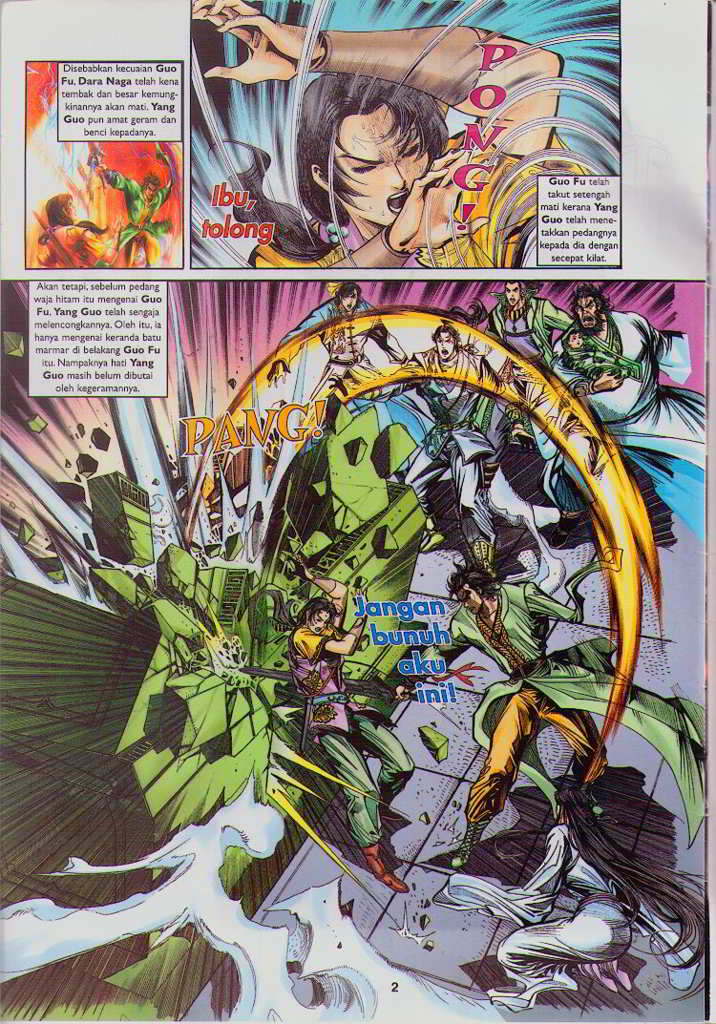 Disebabkan kecuaian Guo
Fu, Dara Naga telah kena
tembak dan besar kemung-
kinannya akan mati. Yang
Guo pun amat geram dan
benci kepadanya.
PONG!
Ibu,
tolong
Guo Fu telah
takut setengah
mati kerana Yang
Guo telah mene-
takkan pedangnya
kepada dia dengan
secepat kilat.
Akan tetapi, sebelum pedang
waja hitam itu mengenai Guo
Fu, Yang Guo telah sengaja
melencongkannya. Oleh itu, ia
hanya mengenai keranda batu
marmar di belakang Guo Fu
itu. Nampaknya hati Yang
Guo masih belum dibutai
oleh kegeramannya.
PANG!
Jangan
bunuh
aku
ini!
2